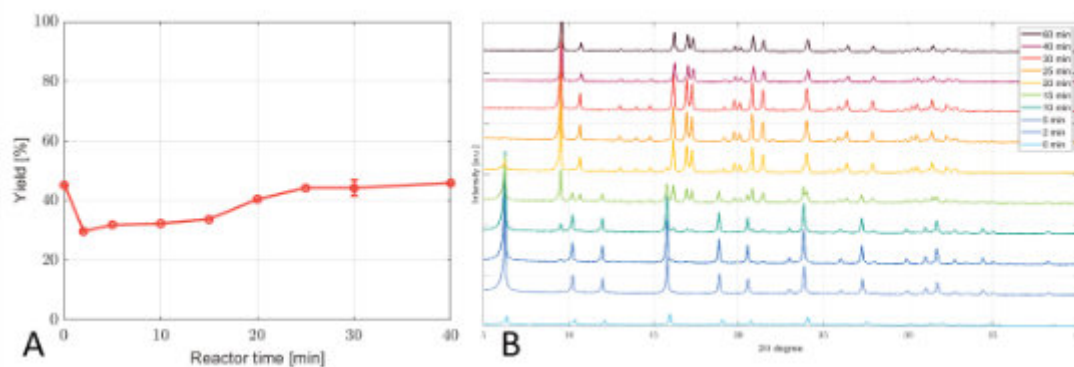 100
80
60
40
20
0
Yield [%]
0 10 20 30 40
Reactor time [min]
A
60 min
40 min
30 min
25 min
20 min
15 min
10 min
5 min
2 min
0 min
Intensity [a.u.]
10
20
2Θ degree
B